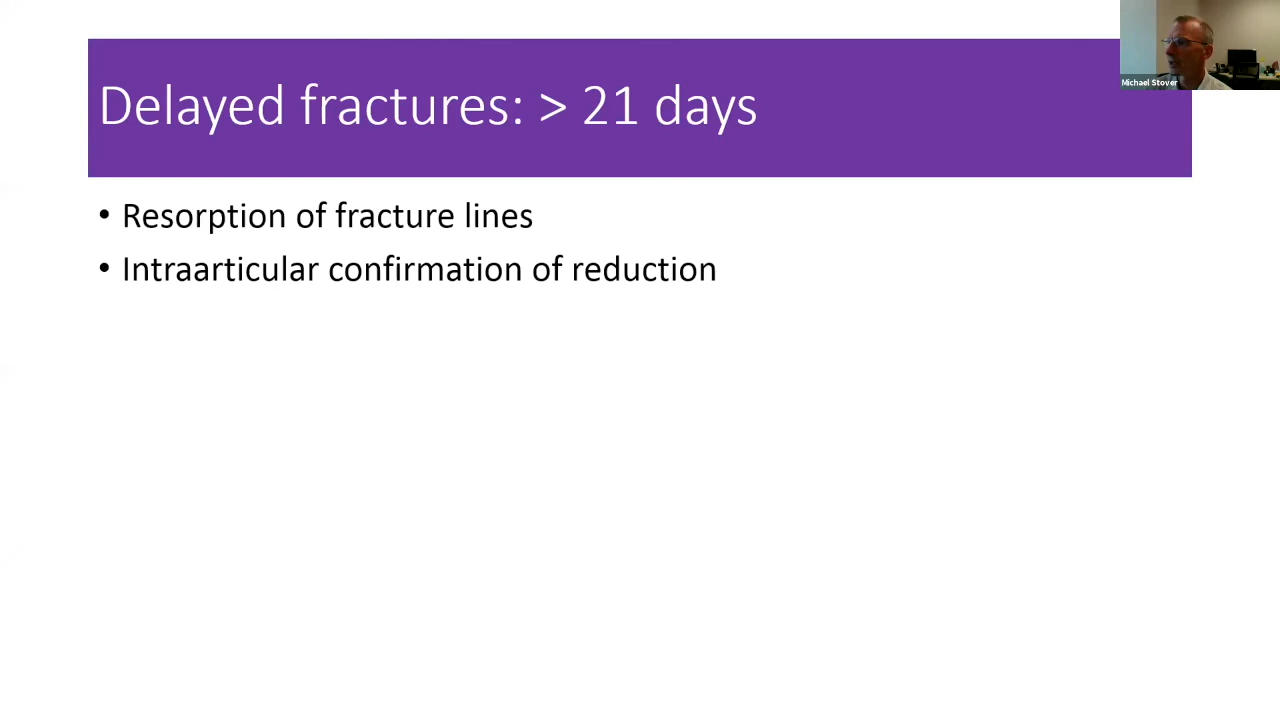 Delayed fractures: > 21 days
Michael Stover
• Resorption of fracture lines
• Intraarticular confirmation of reduction